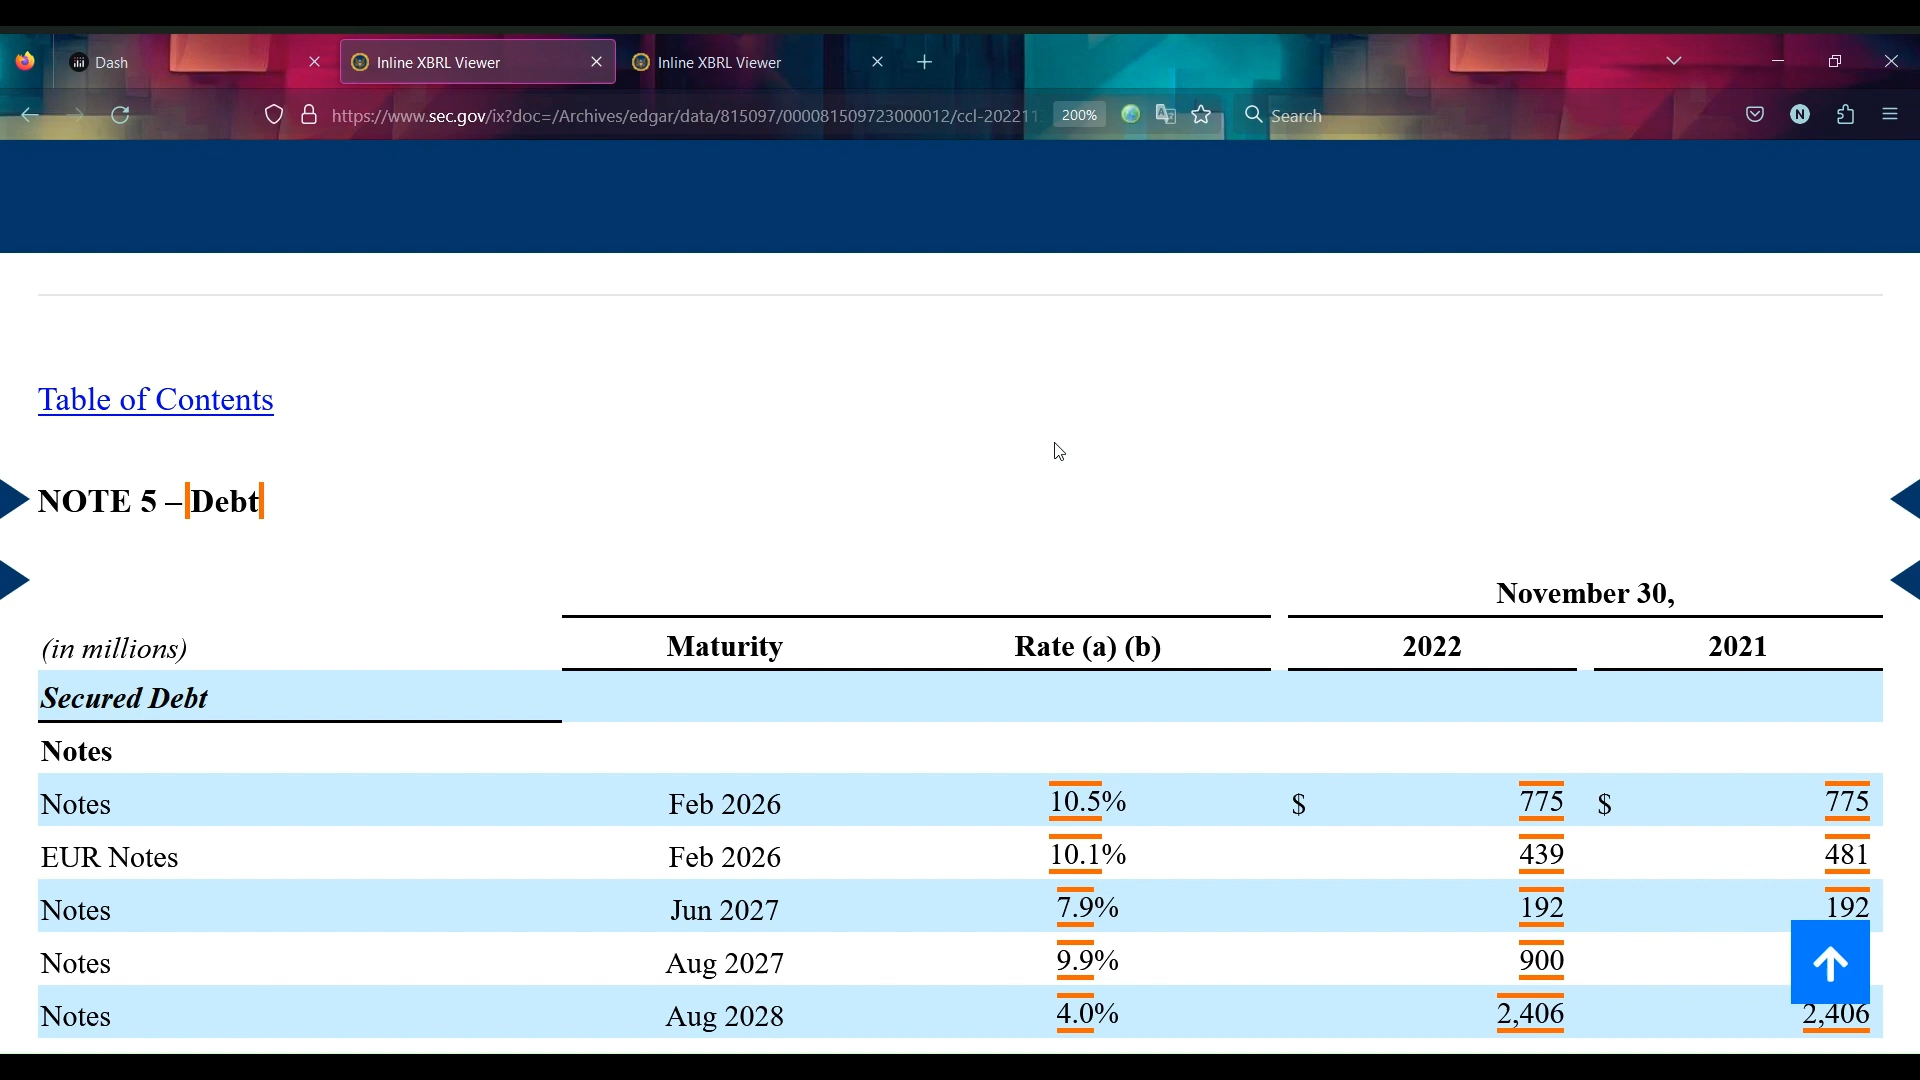 Dash
Inline XBRL Viewer
Inline XBRL Viewer
https://www.sec.gov/ix?doc=/Archives/edgar/data/815097/000081509723000012/ccl-202211
200%
Search
N
Table of Contents
NOTE 5 – Debt
November 30,
(in millions) Maturity Rate (a) (b) 2022 2021
Secured Debt
Notes
Notes Feb 2026 10.5% $ 775 $ 775
EUR Notes Feb 2026 10.1% 439 481
Notes Jun 2027 7.9% 192 192
Notes Aug 2027 9.9% 900
Notes Aug 2028 4.0% 2,406 2,406